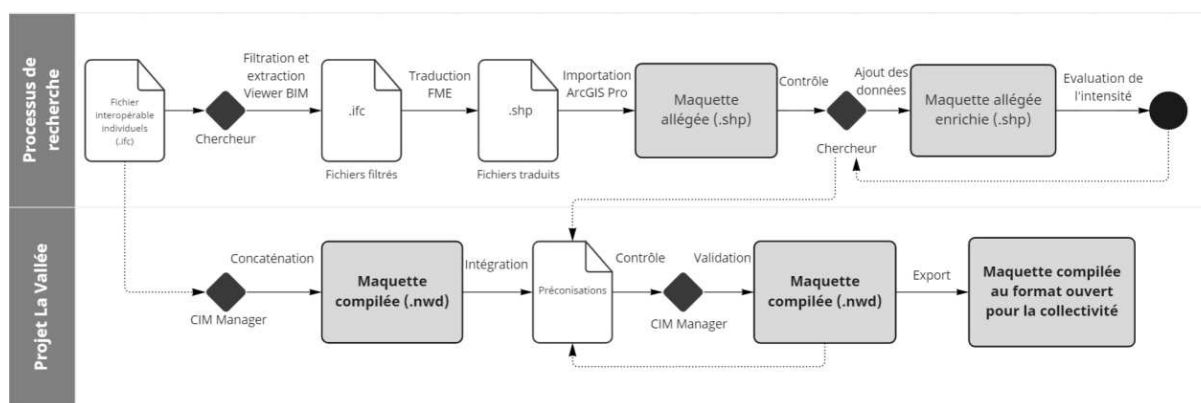 Processus de
recherche
Fichier
interopérable
individuels
(.ifc)
Chercheur
Filtration et
extraction
Viewer BIM
.ifc
Fichiers filtrés
Traduction
FME
.shp
Fichiers traduits
Importation
ArcGIS Pro
Maquette
allégée (.shp)
Contrôle
Chercheur
Ajout des
données
Maquette allégée
enrichie (.shp)
Evaluation de
l'intensité
Projet La Vallée
CIM Manager
Concaténation
Maquette
compilée (.nwd)
Intégration
Préconisations
Contrôle
CIM Manager
Validation
Maquette
compilée (.nwd)
Export
Maquette compilée
au format ouvert
pour la collectivité